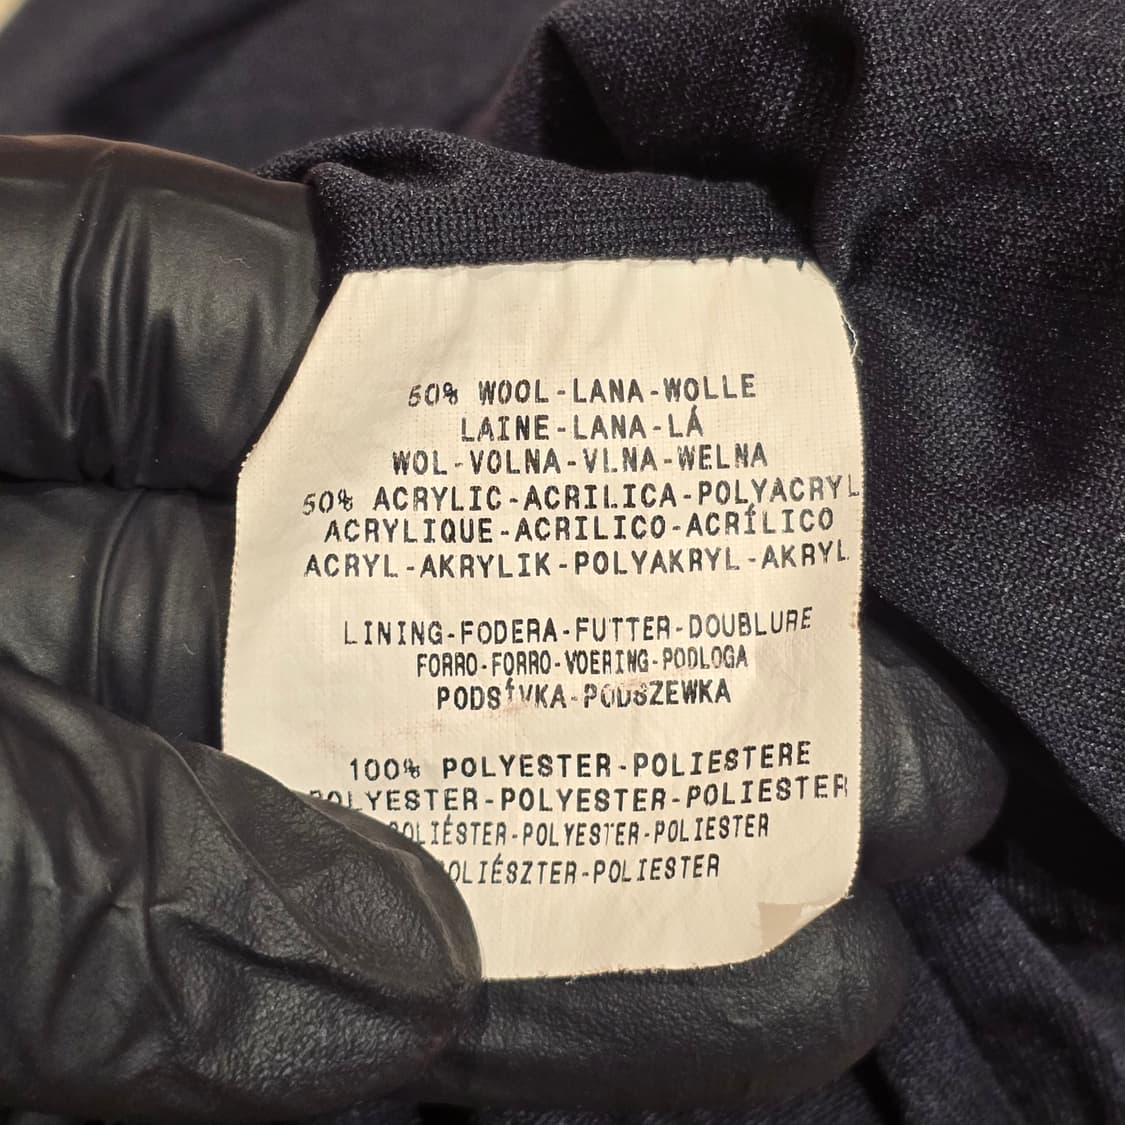 50% WOOL-LANA-WOLLE
LAINE-LANA-LÁ
WOL-VOLNA-VLNA-WELNA
50% ACRYLIC-ACRILICA-POLYACRYL
ACRYLIQUE-ACRILICO-ACRÍLICO
ACRYL-AKRYLIK-POLYAKRYL-AKRYL
LINING-FODERA-FUTTER-DOUBLURE
FORRO-FORRO-VOERING-PODLOGA
PODSÍVKA-PODSZEWKA
100% POLYESTER-POLIESTERE
POLYESTER-POLYESTER-POLIESTER
POLIÉSTER-POLYESTER-POLIESTER
OLIÉSZTER-POLIESTER